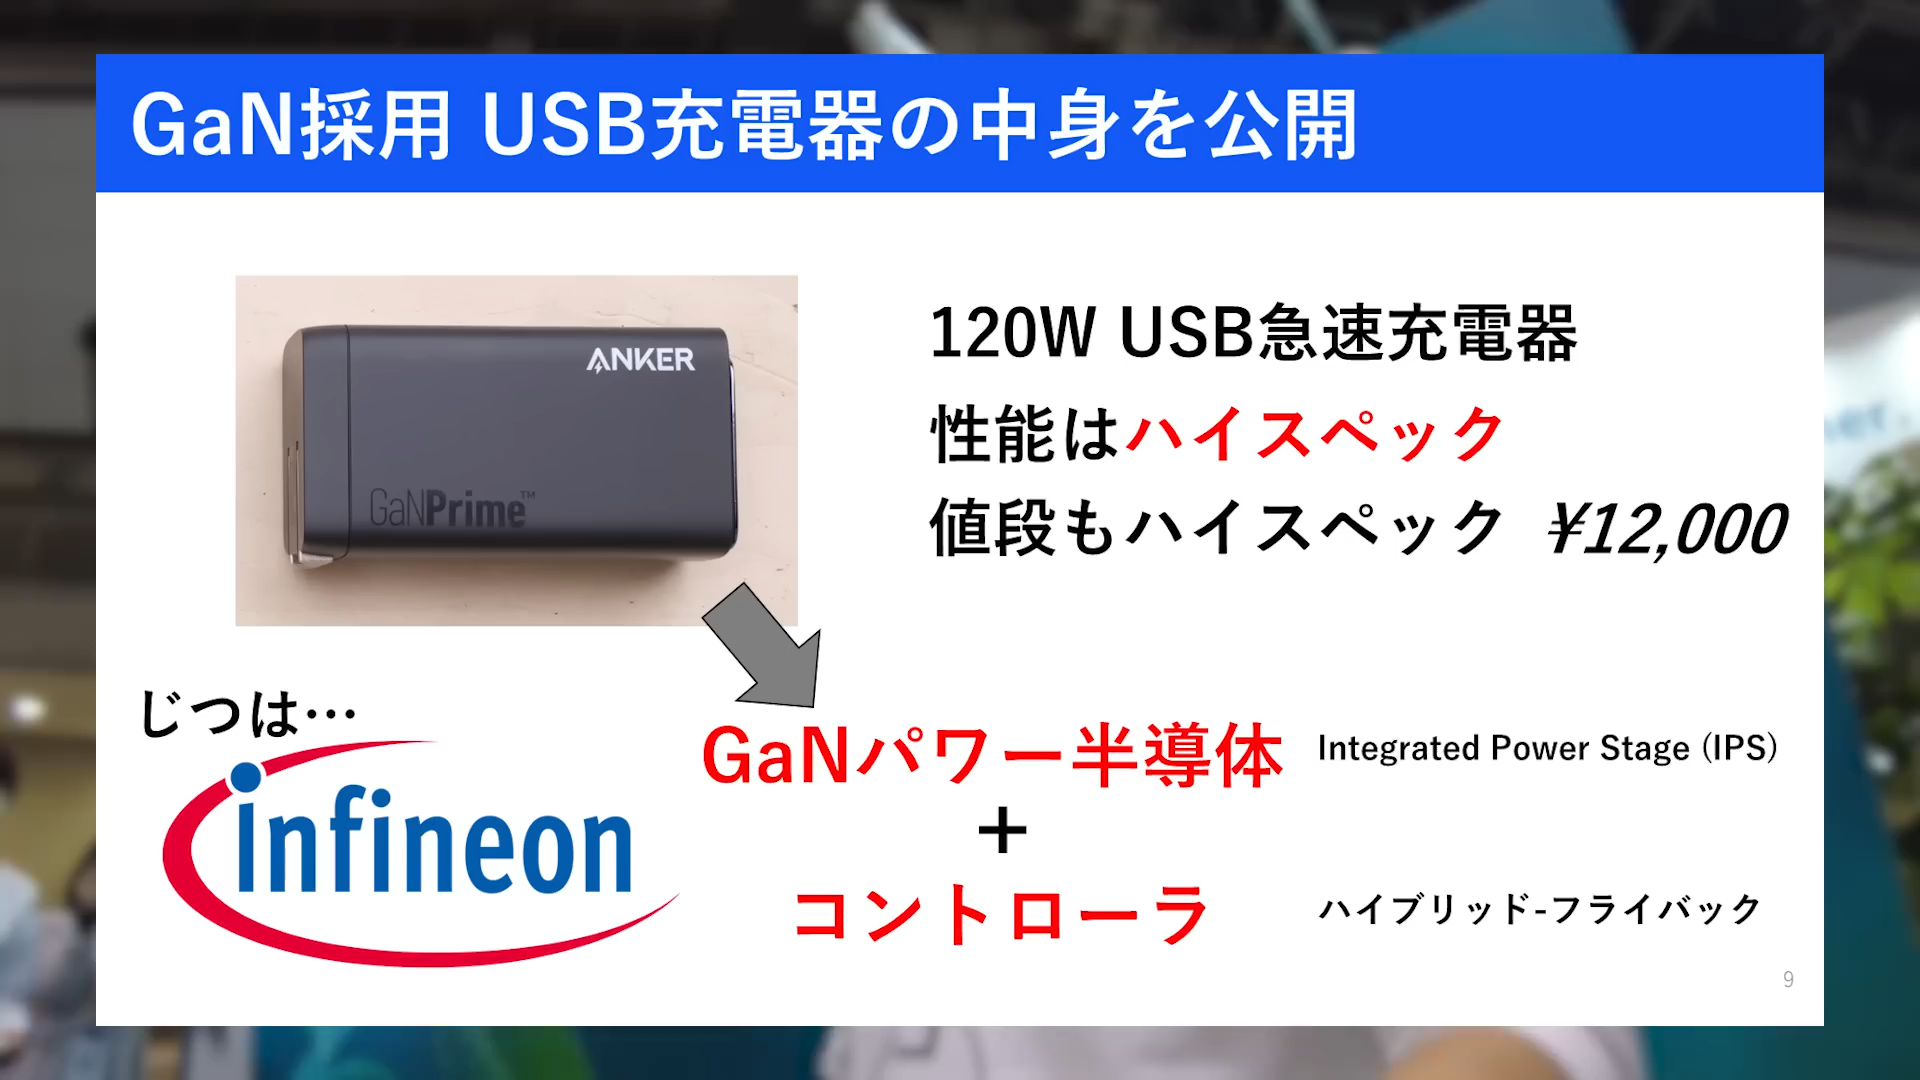 GaN採用 USB充電器の中身を公開
ANKER
GaNPrime™
120W USB急速充電器
性能はハイスペック
値段もハイスペック ¥12,000
じつは…
infineon
GaNパワー半導体 Integrated Power Stage (IPS)
+
コントローラ ハイブリッド-フライバック
9